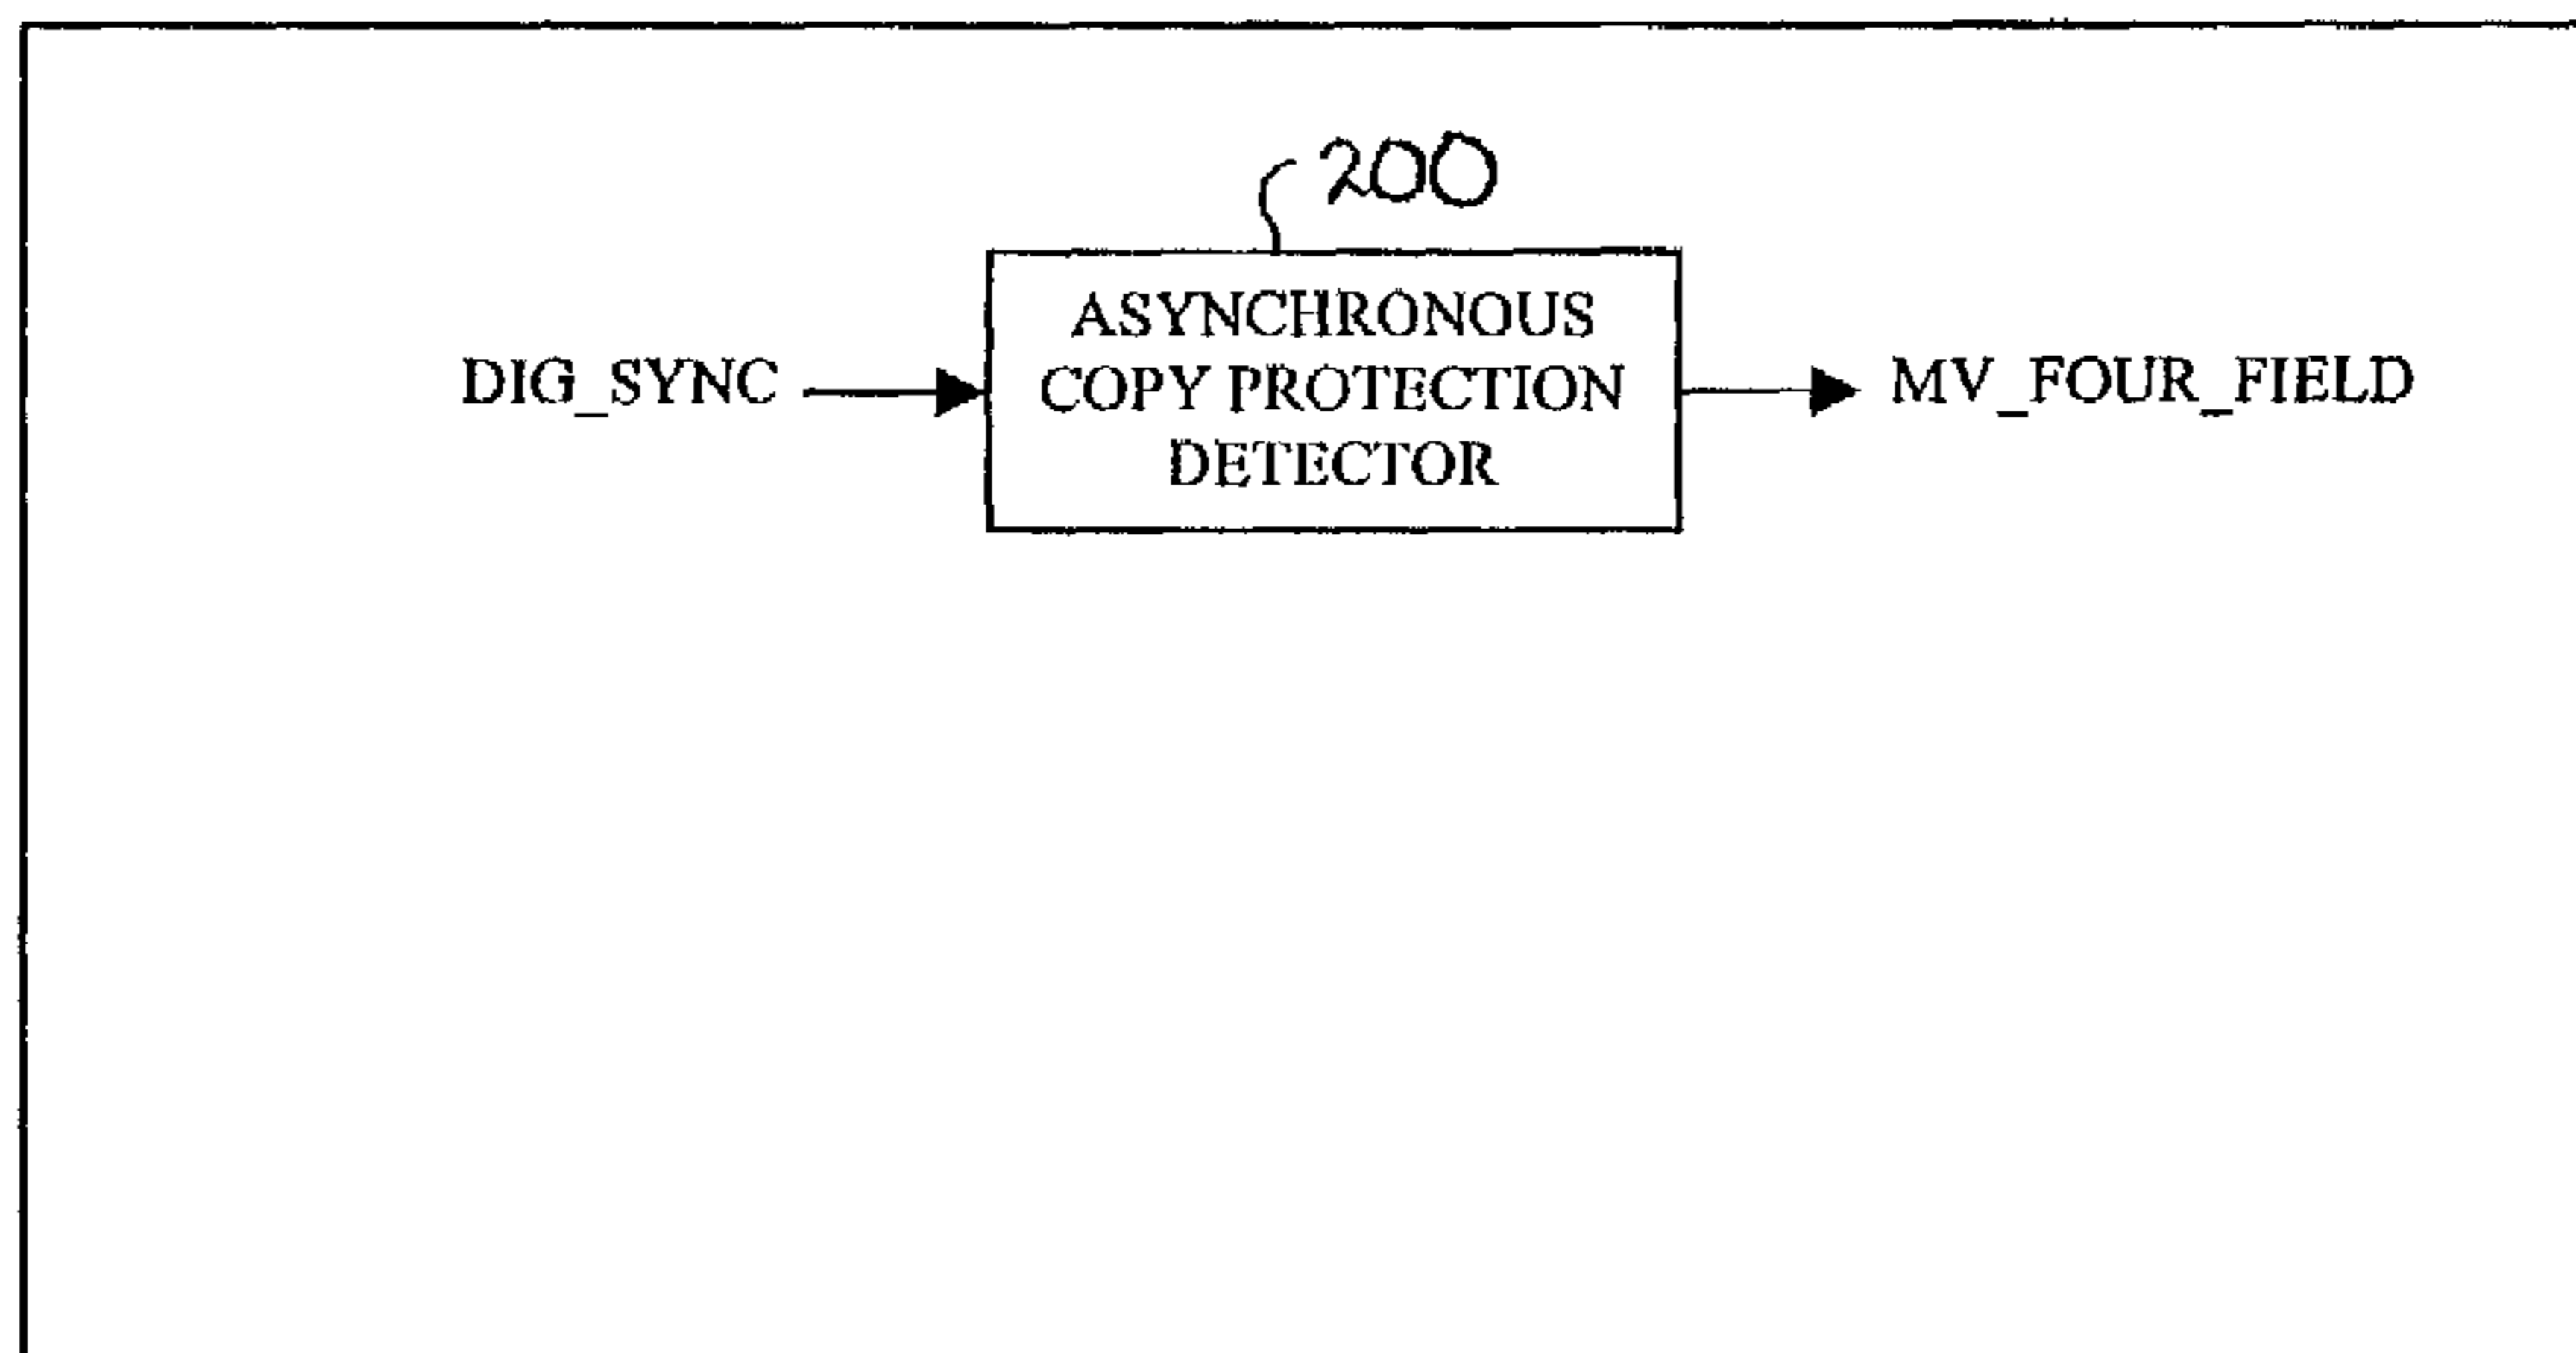 200
ASYNCHRONOUS
DIG_SYNC COPY PROTECTION MV_FOUR_FIELD
DETECTOR